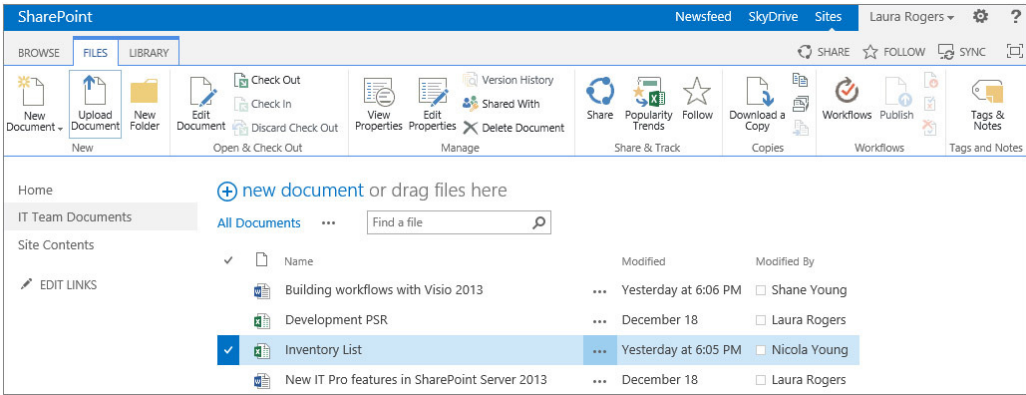 SharePoint Newsfeed SkyDrive Sites Laura Rogers ?
BROWSE FILES LIBRARY SHARE FOLLOW SYNC
New Document Upload Document New Folder
New
Edit Document Check Out
Check In
Discard Check Out
Open & Check Out
View Properties Edit Properties Version History
Shared With
Delete Document
Manage
Share Popularity Trends Follow
Share & Track
Download a Copy
Copies
Workflows Publish
Workflows
Tags & Notes
Tags and Notes
Home
IT Team Documents
Site Contents
EDIT LINKS
new document or drag files here
All Documents ... Find a file
Name Modified Modified By
Building workflows with Visio 2013 ... Yesterday at 6:06 PM Shane Young
Development PSR ... December 18 Laura Rogers
Inventory List ... Yesterday at 6:05 PM Nicola Young
New IT Pro features in SharePoint Server 2013 ... December 18 Laura Rogers